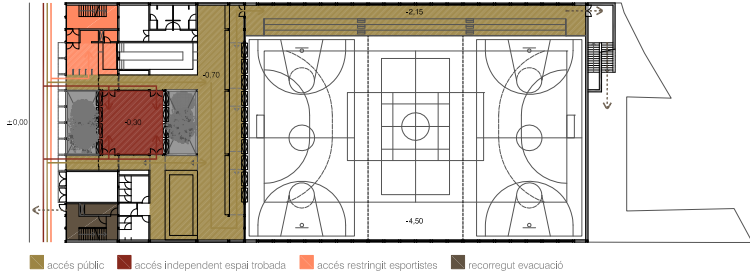 -2,15
-0,70
±0,00
-0,30
-4,50
accés públic
accés independent espai trobada
accés restringit esportistes
recorregut evacuació